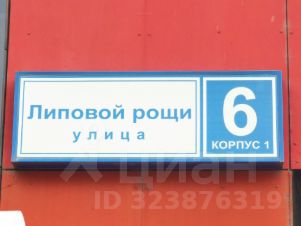 Липовой рощи
улица
6
КОРПУС 1
циан
ID 323876319